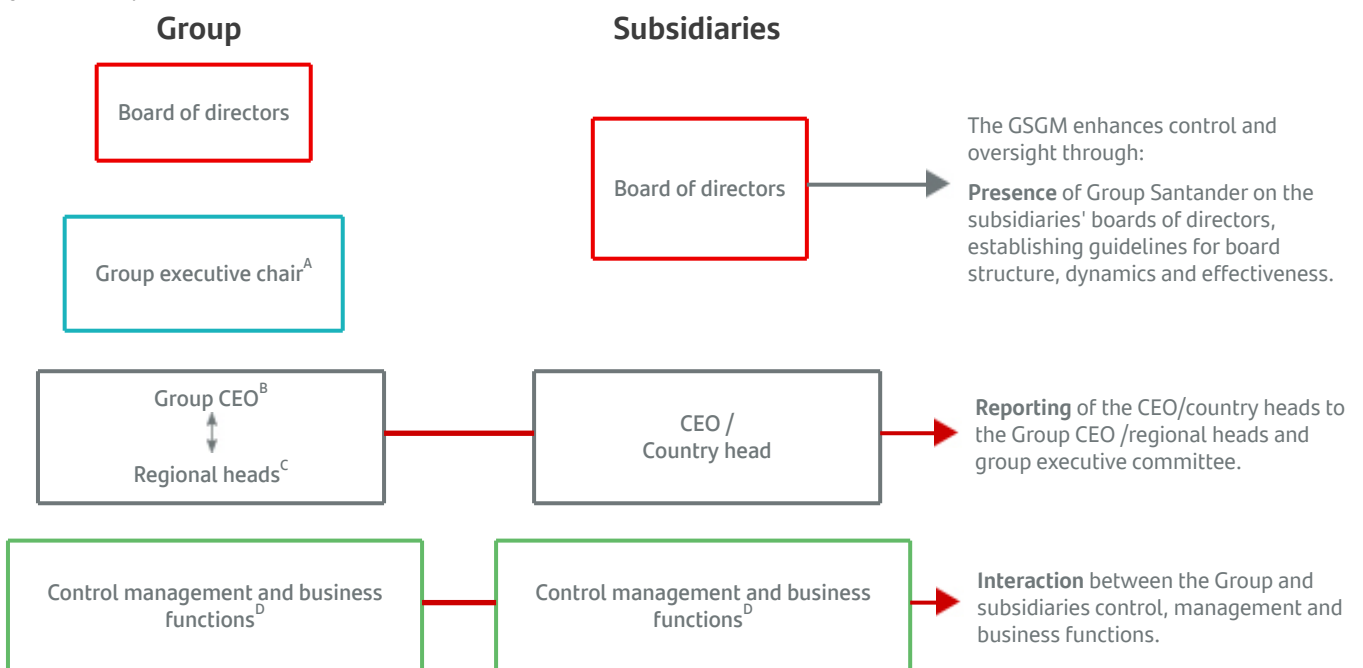 Group
Subsidiaries
Board of directors
Board of directors
The GSGM enhances control and
oversight through:
Presence of Group Santander on the
subsidiaries' boards of directors,
establishing guidelines for board
structure, dynamics and effectiveness.
Group executive chairA
Group CEOB
Regional headsC
CEO /
Country head
Reporting of the CEO/country heads to
the Group CEO /regional heads and
group executive committee.
Control management and business
functionsD
Control management and business
functionsD
Interaction between the Group and
subsidiaries control, management and
business functions.